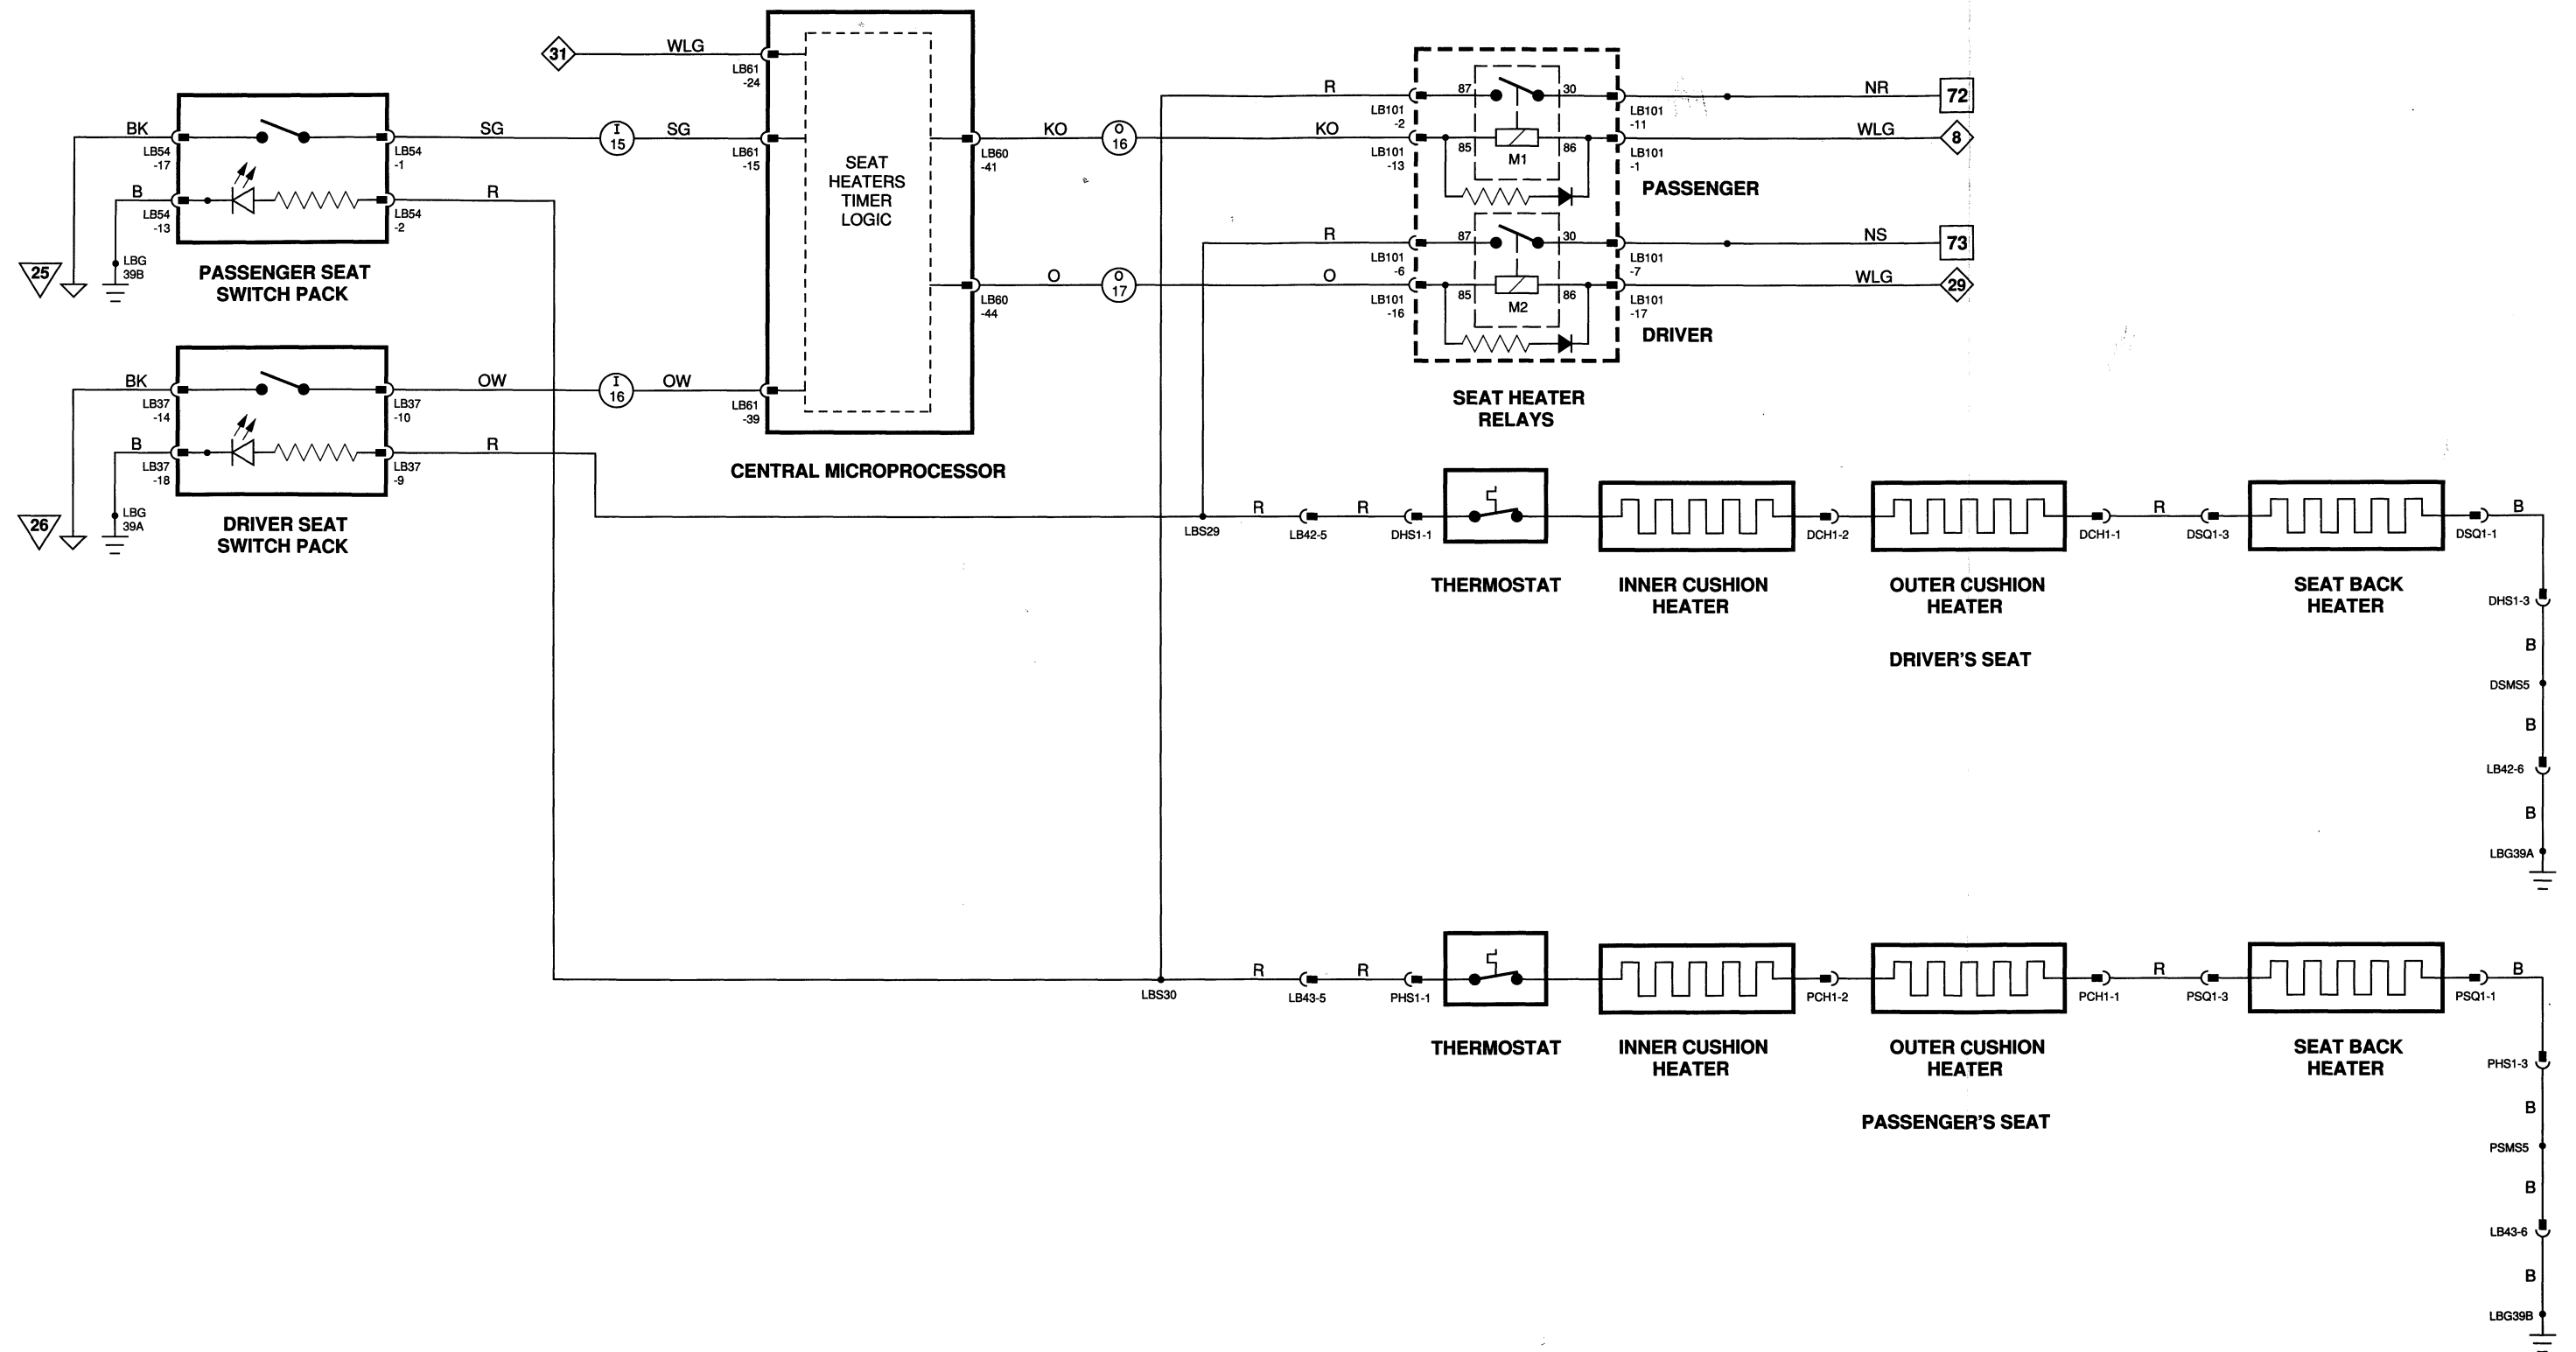 31
WLG
LB61
-24
BK
LB54
-17
SG
LB54
-1
I
15
SG
LB61
-15
B
LB54
-13
R
LB54
-2
LBG
39B
25
PASSENGER SEAT
SWITCH PACK
BK
LB37
-14
OW
LB37
-10
I
16
OW
LB61
-39
B
LB37
-18
R
LB37
-9
LBG
39A
26
DRIVER SEAT
SWITCH PACK
SEAT
HEATERS
TIMER
LOGIC
CENTRAL MICROPROCESSOR
KO
LB60
-41
O
16
KO
O
LB60
-44
O
17
O
R
LB101
-2
87
30
LB101
-11
NR
72
LB101
-13
85
M1
86
LB101
-1
WLG
8
PASSENGER
R
LB101
-6
87
30
LB101
-7
NS
73
LB101
-16
85
M2
86
LB101
-17
WLG
29
DRIVER
SEAT HEATER
RELAYS
LBS29
R
LB42-5
R
DHS1-1
DCH1-2
DCH1-1
R
DSQ1-3
DSQ1-1
B
THERMOSTAT
INNER CUSHION
HEATER
OUTER CUSHION
HEATER
SEAT BACK
HEATER
DRIVER'S SEAT
DHS1-3
B
DSMS5
B
LB42-6
B
LBG39A
LBS30
R
LB43-5
R
PHS1-1
PCH1-2
PCH1-1
R
PSQ1-3
PSQ1-1
B
THERMOSTAT
INNER CUSHION
HEATER
OUTER CUSHION
HEATER
SEAT BACK
HEATER
PASSENGER'S SEAT
PHS1-3
B
PSMS5
B
LB43-6
B
LBG39B